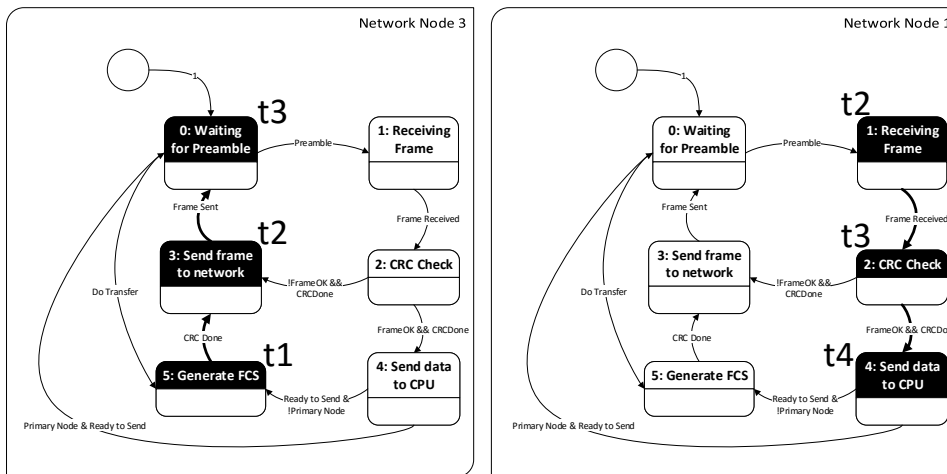 Network Node 3
1
t3
0: Waiting
for Preamble
Preamble
1: Receiving
Frame
Frame Sent
Frame Received
t2
3: Send frame
to network
!FrameOK &&
CRCDone
2: CRC Check
Do Transfer
CRC Done
FrameOK && CRCDone
t1
5: Generate FCS
4: Send data
to CPU
Ready to Send &
!Primary Node
Primary Node & Ready to Send
Network Node 1
1
t2
0: Waiting
for Preamble
Preamble
1: Receiving
Frame
Frame Sent
Frame Received
t3
3: Send frame
to network
!FrameOK &&
CRCDone
2: CRC Check
Do Transfer
CRC Done
FrameOK && CRCDo
t4
5: Generate FCS
4: Send data
to CPU
Ready to Send &
!Primary Node
Primary Node & Ready to Send